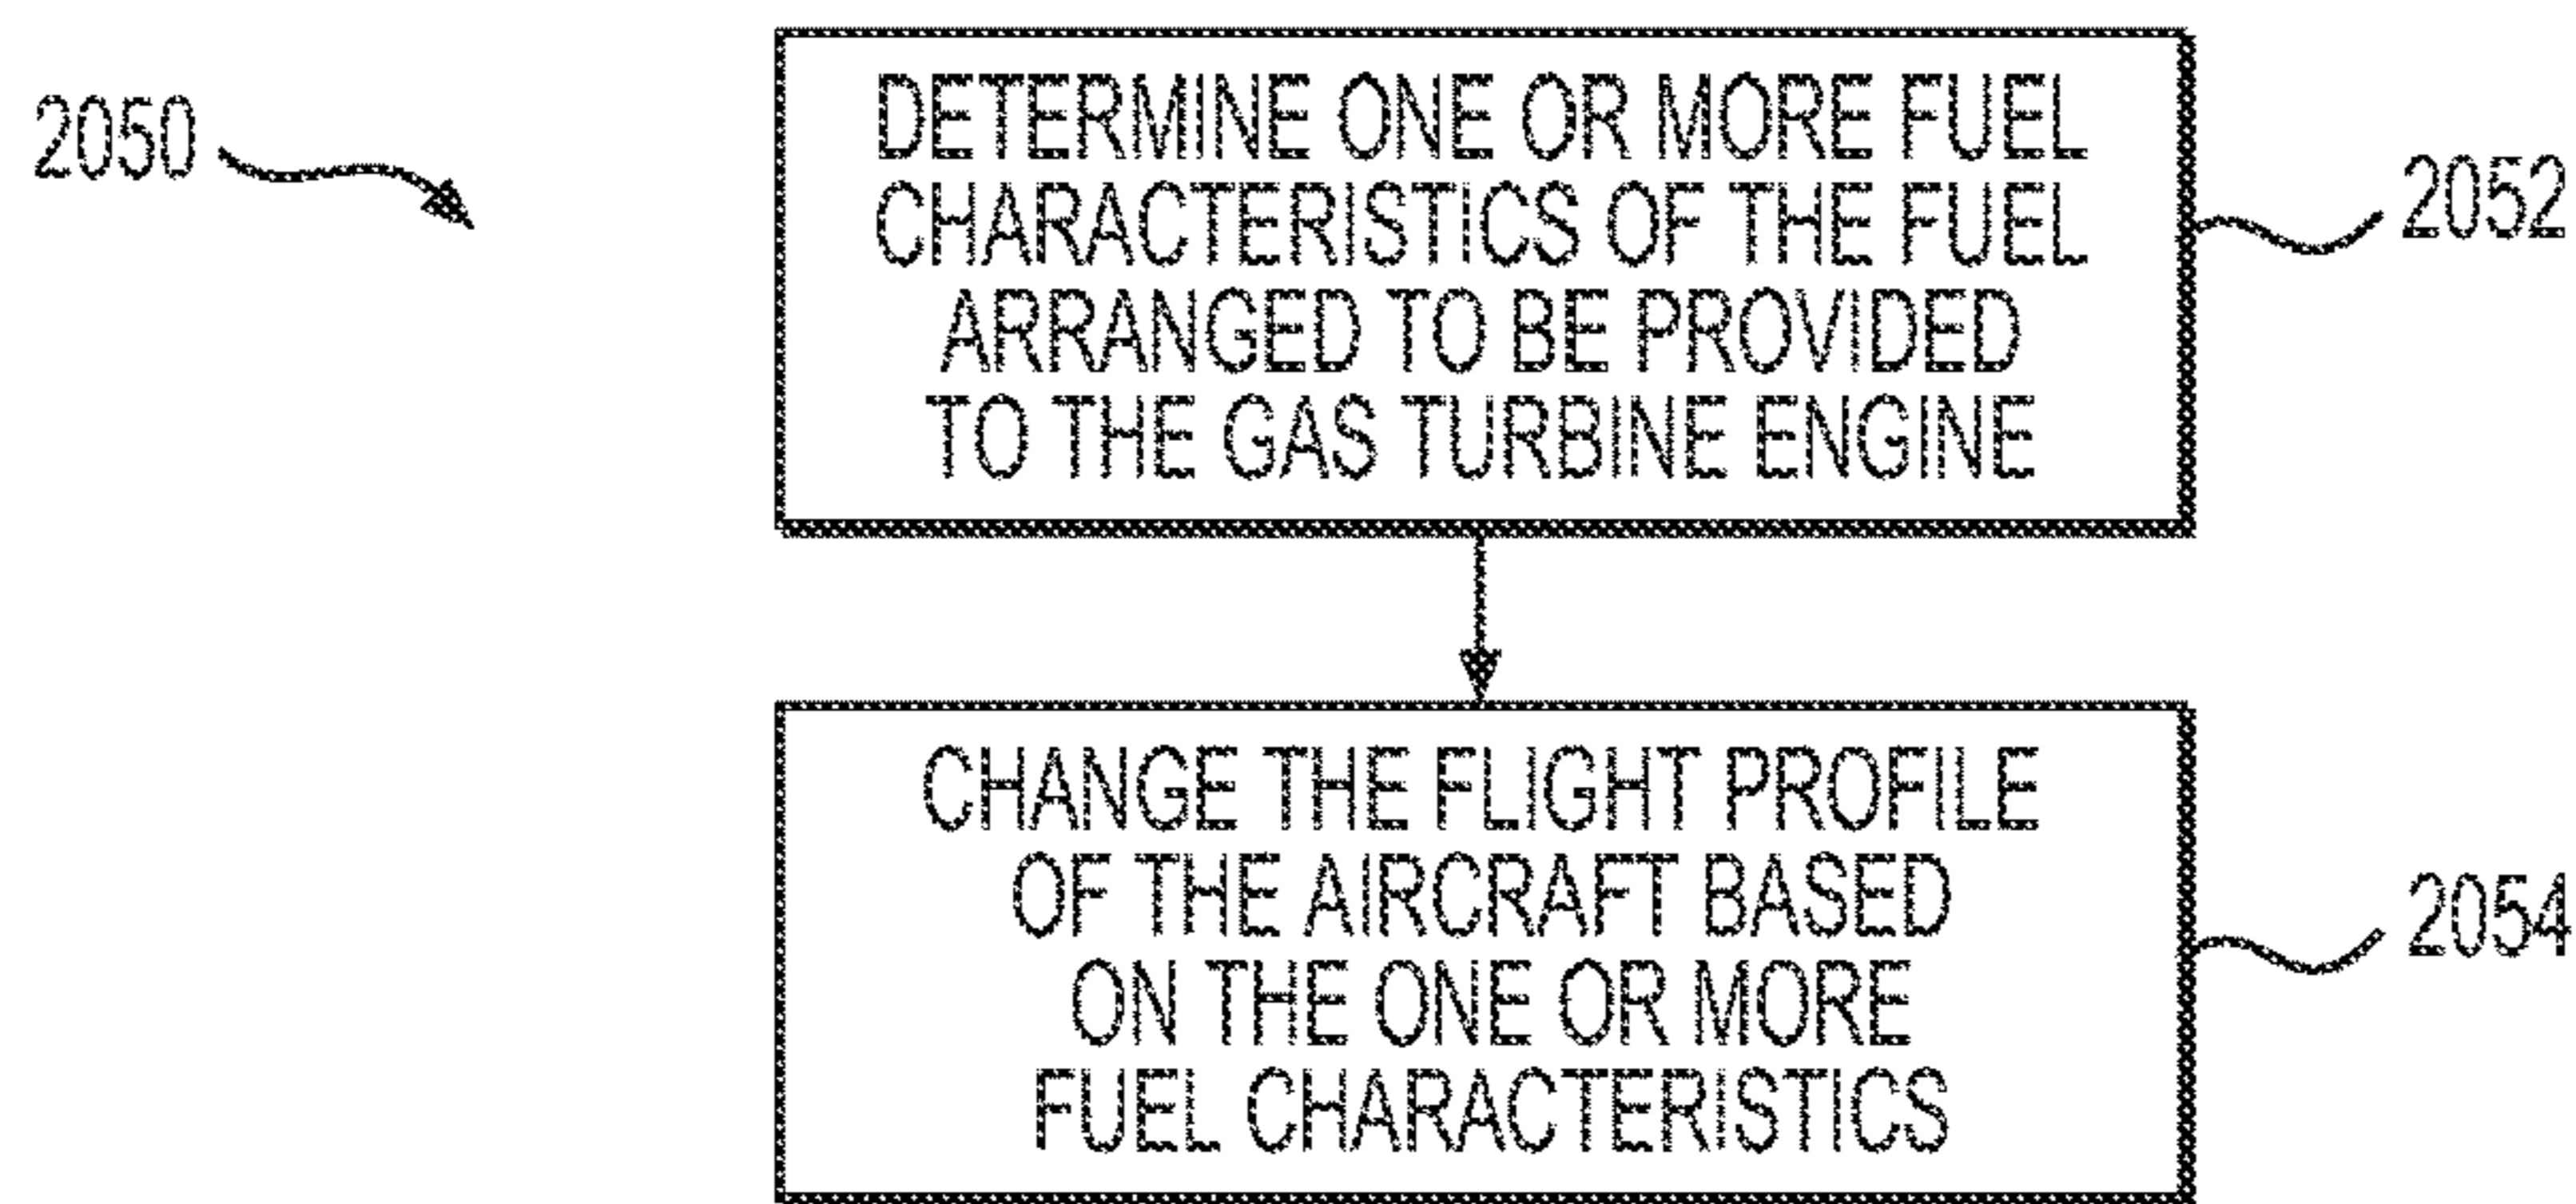 2050
DETERMINE ONE OR MORE FUEL
CHARACTERISTICS OF THE FUEL
ARRANGED TO BE PROVIDED
TO THE GAS TURBINE ENGINE
2052
CHANGE THE FLIGHT PROFILE
OF THE AIRCRAFT BASED
ON THE ONE OR MORE
FUEL CHARACTERISTICS
2054